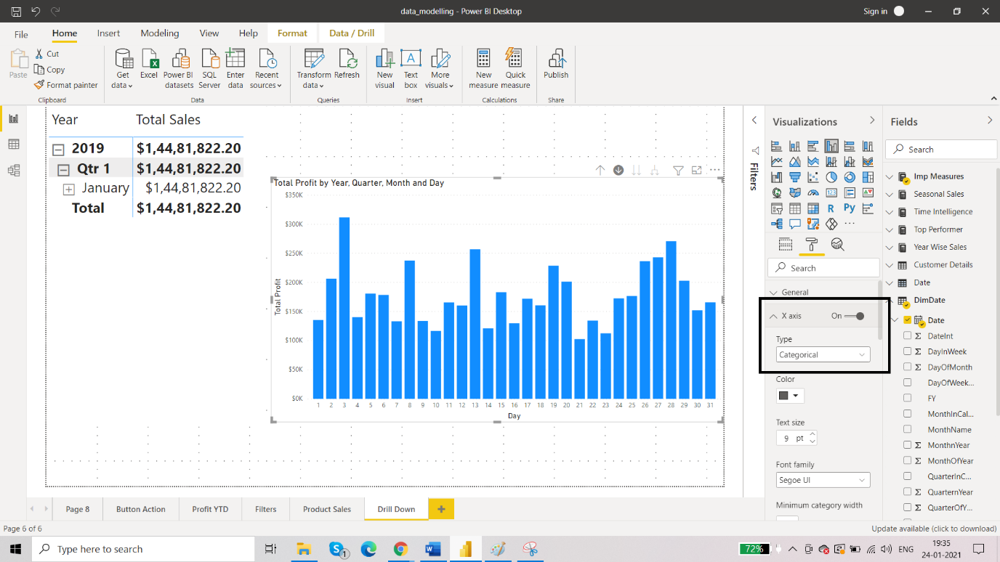 data_modelling - Power BI Desktop
Sign in
File Home Insert Modeling View Help Format Data / Drill
Paste
Cut
Copy
Format painter
Clipboard
Get data
Excel
Power BI datasets
SQL Server
Enter data
Recent sources
Data
Transform data
Refresh
Queries
New visual
Text box
More visuals
Insert
New measure
Quick measure
Calculations
Publish
Share
Year Total Sales
2019 $1,44,81,822.20
Qtr 1 $1,44,81,822.20
January $1,44,81,822.20
Total $1,44,81,822.20
Total Profit by Year, Quarter, Month and Day
$350K
$300K
$250K
$200K
$150K
$100K
$50K
$0K
Total Profit
1 2 3 4 5 6 7 8 9 10 11 12 13 14 15 16 17 18 19 20 21 22 23 24 25 26 27 28 29 30 31
Day
Filters
Visualizations
123
R Py
Search
General
X axis On
Type
Categorical
Color
Text size
9 pt
Font family
Segoe UI
Minimum category width
Fields
Search
Imp Measures
Seasonal Sales
Time Intelligence
Top Performer
Year Wise Sales
Customer Details
Date
DimDate
Date
DateInt
DayInWeek
DayOfMonth
DayOfWeek...
FY
MonthInCal...
MonthName
MonthnYear
MonthOfYear
QuarterInC...
QuarternYear
QuarterOfY...
Page 8 Button Action Profit YTD Filters Product Sales Drill Down +
Page 6 of 6
Update available (click to download)
Type here to search
1
72%
ENG
19:35
24-01-2021